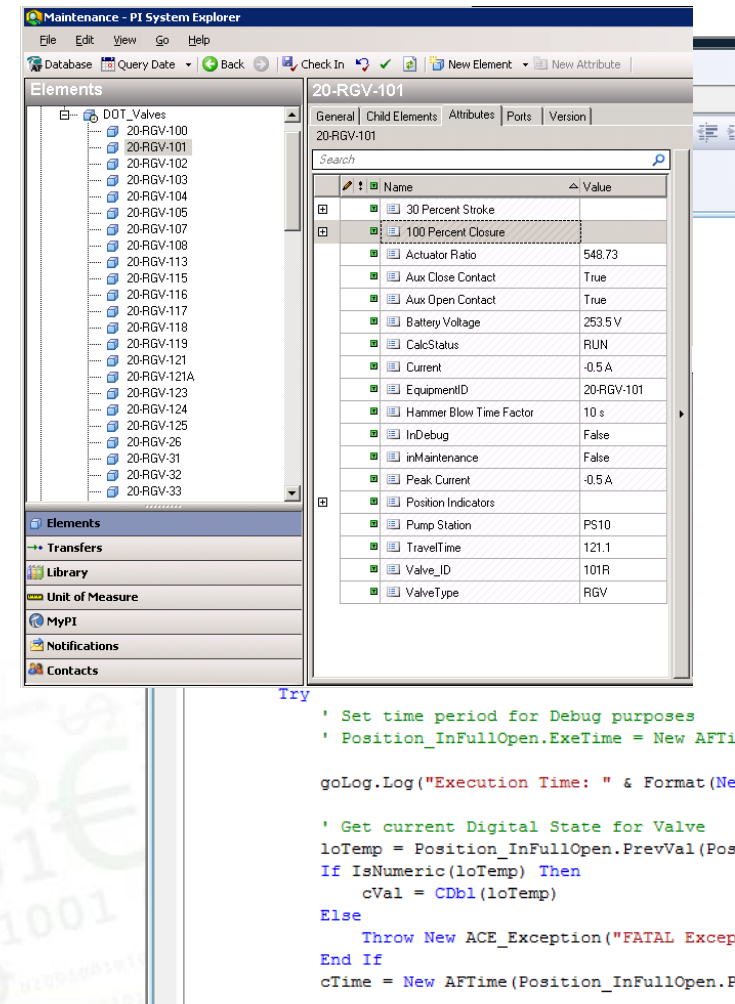 Maintenance - PI System Explorer
File Edit View Go Help
Database Query Date Back Check In New Element New Attribute
Elements
DOT_Valves
20-RGV-100
20-RGV-101
20-RGV-102
20-RGV-103
20-RGV-104
20-RGV-105
20-RGV-107
20-RGV-108
20-RGV-113
20-RGV-115
20-RGV-116
20-RGV-117
20-RGV-118
20-RGV-119
20-RGV-121
20-RGV-121A
20-RGV-123
20-RGV-124
20-RGV-125
20-RGV-26
20-RGV-31
20-RGV-32
20-RGV-33
Elements
Transfers
Library
Unit of Measure
MyPI
Notifications
Contacts
20-RGV-101
General Child Elements Attributes Ports Version
20-RGV-101
Search
Name Value
30 Percent Stroke
100 Percent Closure
Actuator Ratio 548.73
Aux Close Contact True
Aux Open Contact True
Battery Voltage 253.5 V
CalcStatus RUN
Current -0.5 A
EquipmentID 20-RGV-101
Hammer Blow Time Factor 10 s
InDebug False
inMaintenance False
Peak Current -0.5 A
Position Indicators
Pump Station PS10
TravelTime 121.1
Valve_ID 101R
ValveType RGV
Try
' Set time period for Debug purposes
' Position_InFullOpen.ExeTime = New AFTi
goLog.Log("Execution Time: " & Format(Ne
' Get current Digital State for Valve
loTemp = Position_InFullOpen.PrevVal(Pos
If IsNumeric(loTemp) Then
cVal = CDbl(loTemp)
Else
Throw New ACE_Exception("FATAL Excep
End If
cTime = New AFTime(Position_InFullOpen.P